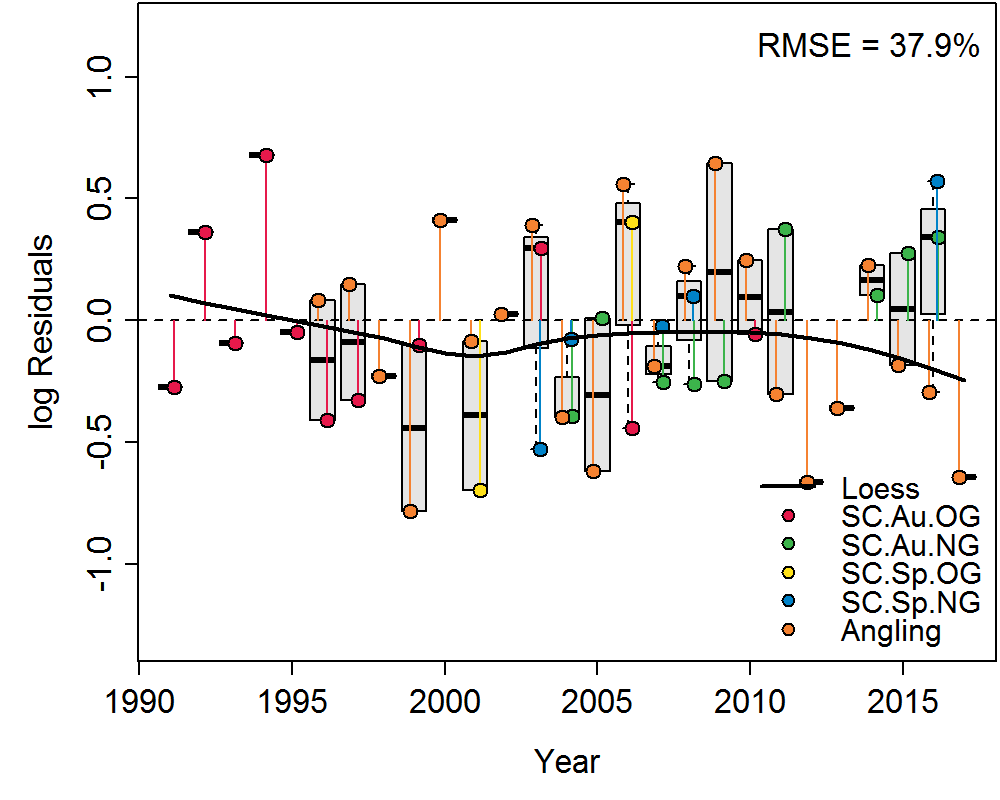 RMSE = 37.9%
log Residuals
1.0
0.5
0.0
-0.5
-1.0
Loess
SC.Au.OG
SC.Au.NG
SC.Sp.OG
SC.Sp.NG
Angling
1990 1995 2000 2005 2010 2015
Year